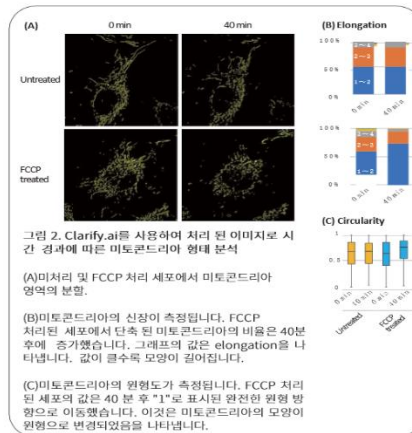 (A)
0 min
40 min
Untreated
FCCP
treated
(B) Elongation
100%
50%
0%
2~3
1~2
0 min
40 min
100%
50%
0%
2~3
1~2
0 min
40 min
(C) Circularity
1
0.5
0
0 min
40 min
0 min
40 min
Untreated
FCCP
treated
그림 2. Clarify.ai를 사용하여 처리 된 이미지로 시
간 경과에 따른 미토콘드리아 형태 분석
(A)미처리 및 FCCP 처리 세포에서 미토콘드리아
영역의 분할.
(B)미토콘드리아의 신장이 측정됩니다. FCCP
처리된 세포에서 단축 된 미토콘드리아의 비율은 40분
후에 증가했습니다. 그래프의 값은 elongation을 나
타냅니다. 값이 클수록 모양이 길어집니다.
(C)미토콘드리아의 원형도가 측정됩니다. FCCP 처리
된 세포의 값은 40 분 후 "1"로 표시된 완전한 원형 방
향으로 이동했습니다. 이것은 미토콘드리아의 모양이
원형으로 변경되었음을 나타냅니다.